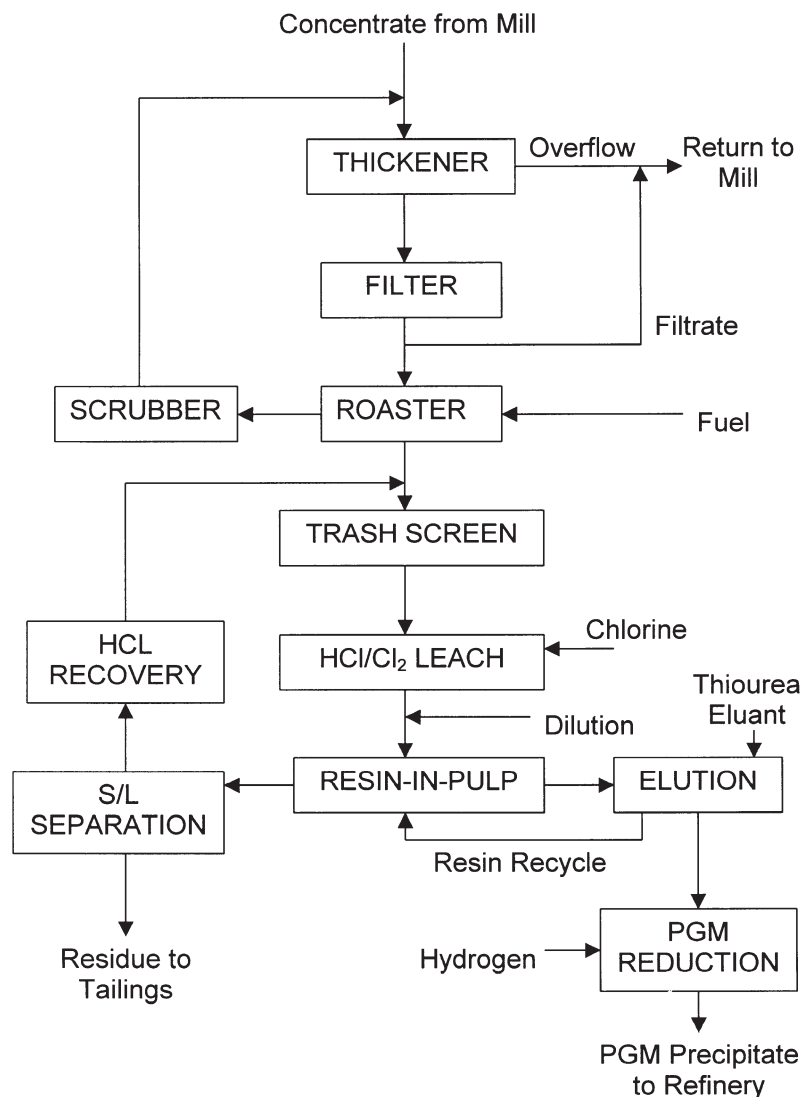 Concentrate from Mill
THICKENER
Overflow
Return to
Mill
FILTER
Filtrate
SCRUBBER
ROASTER
Fuel
TRASH SCREEN
HCL
RECOVERY
HCl/Cl₂ LEACH
Chlorine
Thiourea
Eluant
Dilution
S/L
SEPARATION
RESIN-IN-PULP
ELUTION
Resin Recycle
Residue to
Tailings
Hydrogen
PGM
REDUCTION
PGM Precipitate
to Refinery